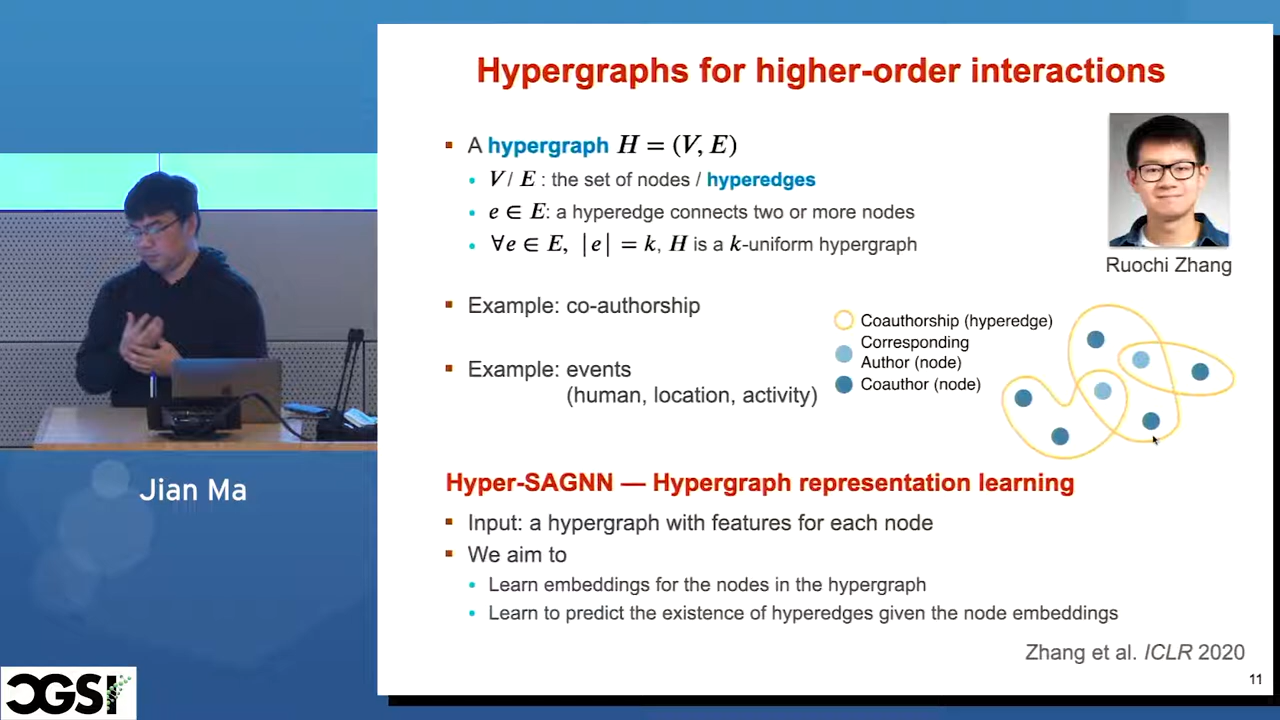 Hypergraphs for higher-order interactions
▪ A hypergraph H = (V, E)
• V / E : the set of nodes / hyperedges
• e ∈ E: a hyperedge connects two or more nodes
• ∀e ∈ E, |e| = k, H is a k-uniform hypergraph
Ruochi Zhang
▪ Example: co-authorship
▪ Example: events
(human, location, activity)
Coauthorship (hyperedge)
Corresponding
Author (node)
Coauthor (node)
Hyper-SAGNN — Hypergraph representation learning
▪ Input: a hypergraph with features for each node
▪ We aim to
• Learn embeddings for the nodes in the hypergraph
• Learn to predict the existence of hyperedges given the node embeddings
Zhang et al. ICLR 2020
11
Jian Ma
CGSI